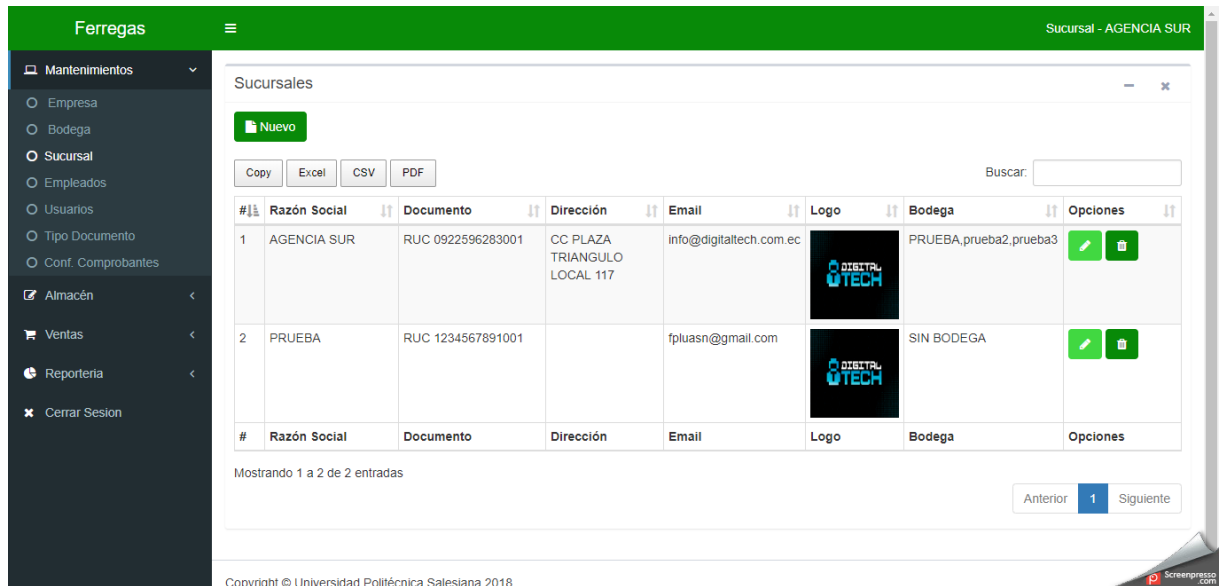 Ferregas
Sucursal - AGENCIA SUR
Mantenimientos
Empresa
Bodega
Sucursal
Empleados
Usuarios
Tipo Documento
Conf. Comprobantes
Almacén
Ventas
Reporteria
Cerrar Sesion
Sucursales
Nuevo
Copy Excel CSV PDF
Buscar:
# Razón Social Documento Dirección Email Logo Bodega Opciones
1 AGENCIA SUR RUC 0922596283001 CC PLAZA TRIANGULO LOCAL 117 info@digitaltech.com.ec DIGITAL TECH PRUEBA,prueba2,prueba3
2 PRUEBA RUC 1234567891001 fpluasn@gmail.com DIGITAL TECH SIN BODEGA
# Razón Social Documento Dirección Email Logo Bodega Opciones
Mostrando 1 a 2 de 2 entradas
Anterior 1 Siguiente
Copyright © Universidad Politécnica Salesiana 2018
Screenpresso
.com